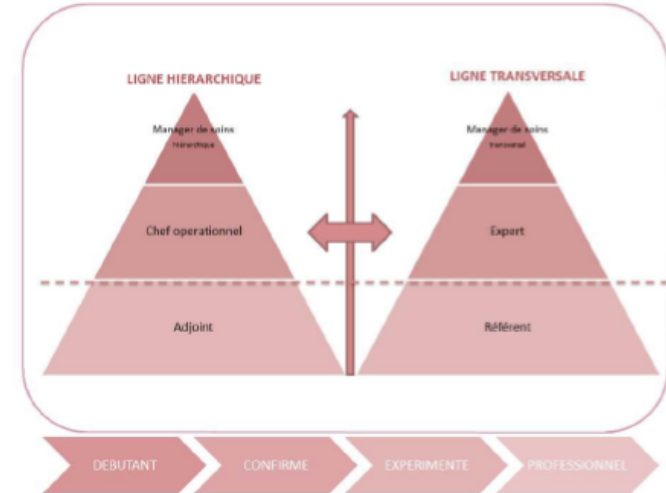 LIGNE HIERARCHIQUE
LIGNE TRANSVERSALE
Manager de soins
hiérarchique
Manager de soins
transversal
Chef operationnel
Expert
Adjoint
Référent
DEBUTANT
CONFIRME
EXPERIMENTE
PROFESSIONNEL